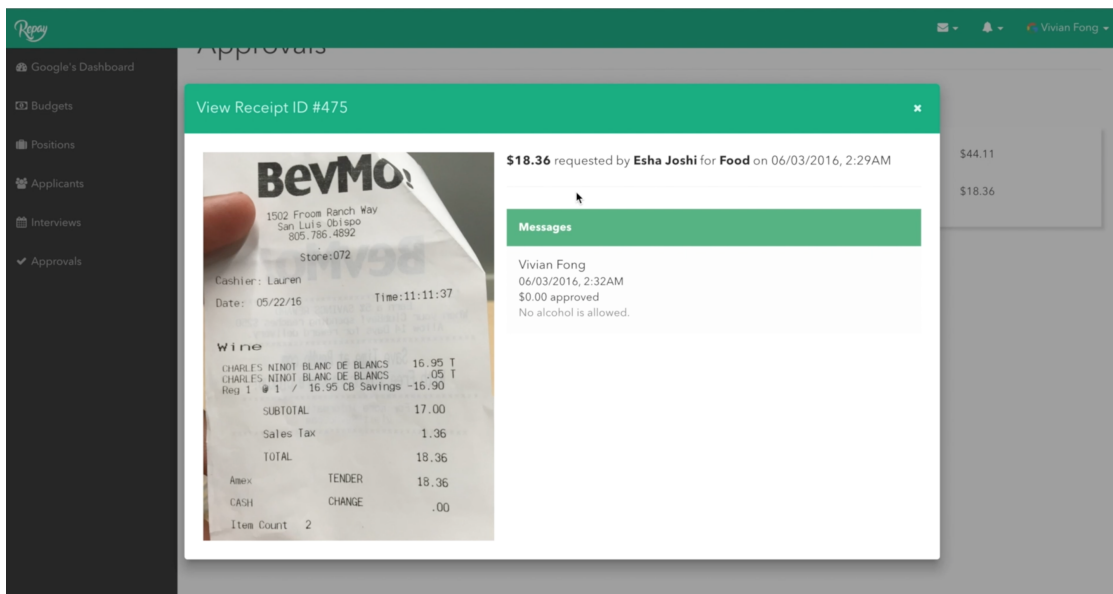 Repay
Vivian Fong
Approvals
Google's Dashboard
Budgets
Positions
Applicants
Interviews
Approvals
View Receipt ID #475
$18.36 requested by Esha Joshi for Food on 06/03/2016, 2:29AM
Messages
Vivian Fong
06/03/2016, 2:32AM
$0.00 approved
No alcohol is allowed.
$44.11
$18.36
BevMo!
1502 Froom Ranch Way
San Luis Obispo
805.786.4892
Store:072
Cashier: Lauren
Date: 05/22/16 Time:11:11:37
Wine
CHARLES NINOT BLANC DE BLANCS 16.95 T
CHARLES NINOT BLANC DE BLANCS .05 T
Reg 1 @ 1 / 16.95 CB Savings -16.90
SUBTOTAL 17.00
Sales Tax 1.36
TOTAL 18.36
Amex TENDER 18.36
CASH CHANGE .00
Item Count 2